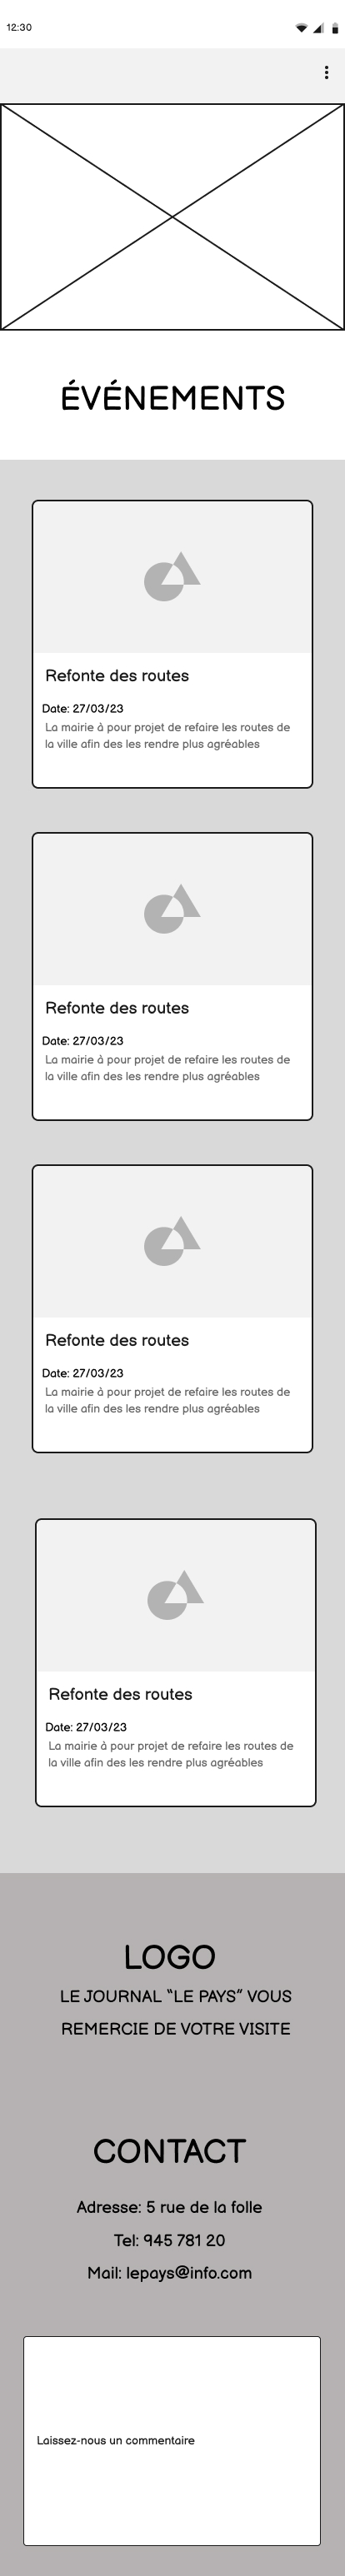 12:30
ÉVÉNEMENTS
Refonte des routes
Date: 27/03/23
La mairie à pour projet de refaire les routes de
la ville afin des les rendre plus agréables
Refonte des routes
Date: 27/03/23
La mairie à pour projet de refaire les routes de
la ville afin des les rendre plus agréables
Refonte des routes
Date: 27/03/23
La mairie à pour projet de refaire les routes de
la ville afin des les rendre plus agréables
Refonte des routes
Date: 27/03/23
La mairie à pour projet de refaire les routes de
la ville afin des les rendre plus agréables
LOGO
LE JOURNAL “LE PAYS” VOUS
REMERCIE DE VOTRE VISITE
CONTACT
Adresse: 5 rue de la folle
Tel: 945 781 20
Mail: lepays@info.com
Laissez-nous un commentaire